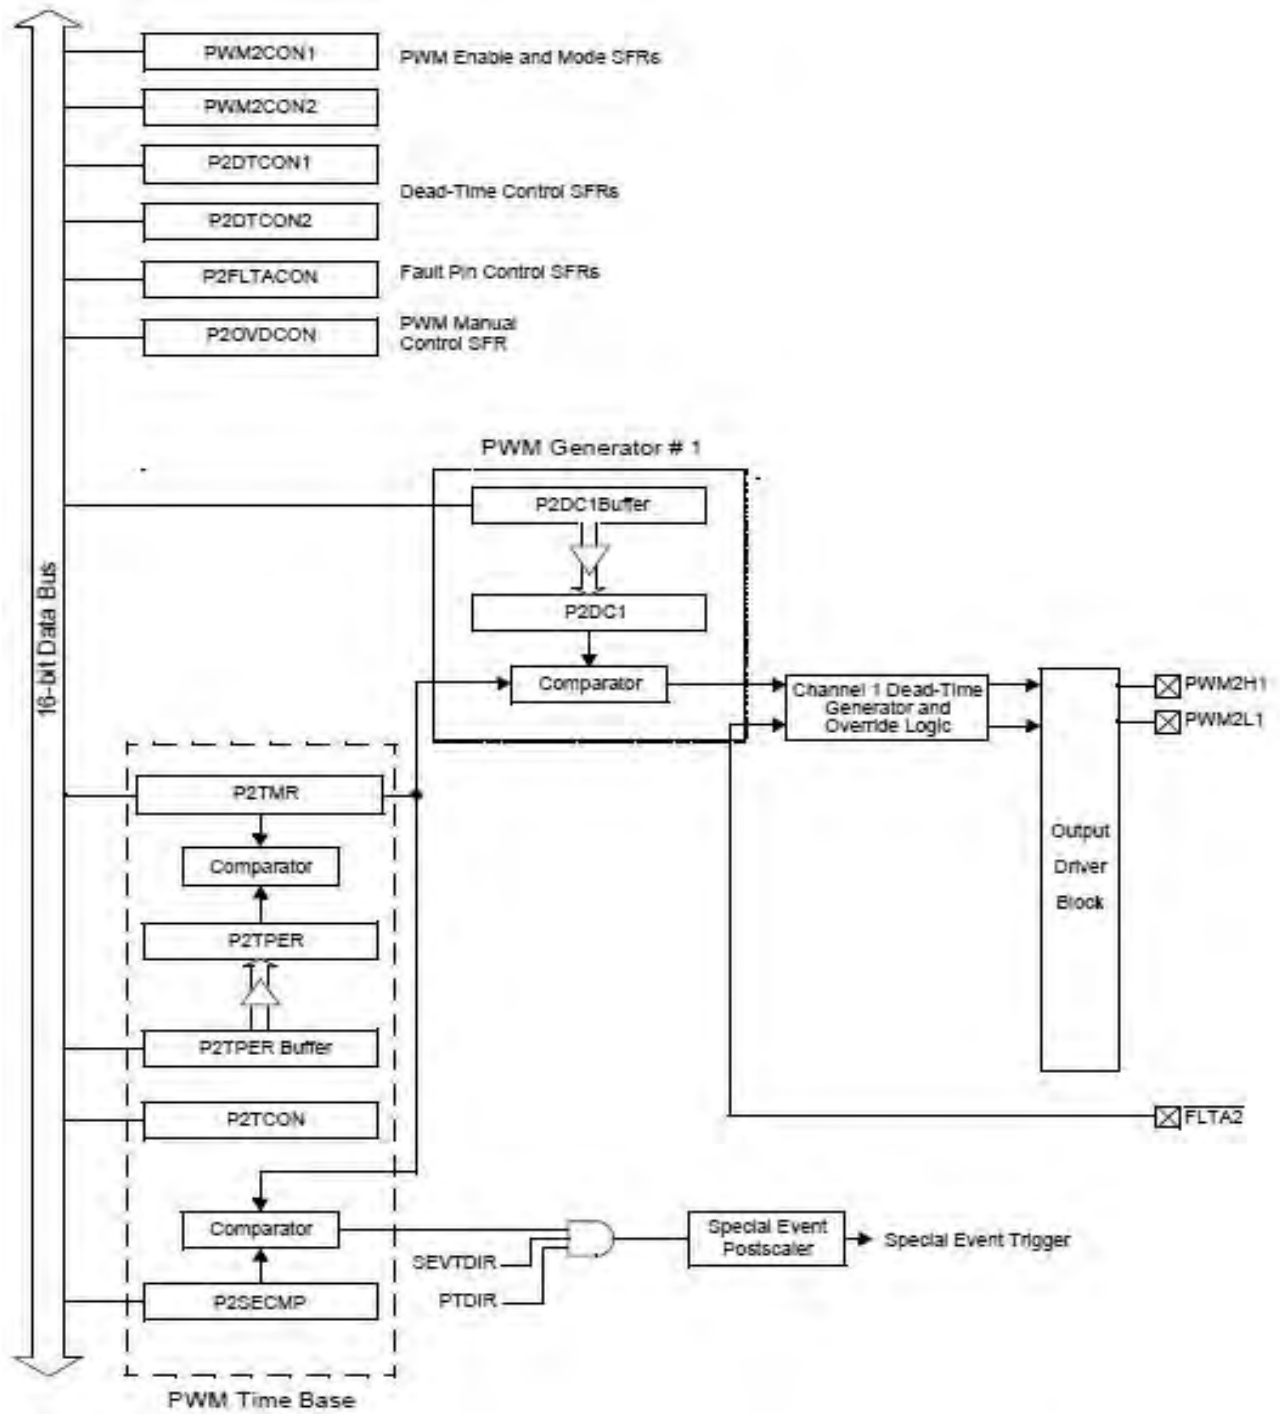 PWM2CON1
PWM Enable and Mode SFRs
PWM2CON2
P2DTCON1
Dead-Time Control SFRs
P2DTCON2
P2FLTACON
Fault Pin Control SFRs
P2OVDCON
PWM Manual
Control SFR
16-bit Data Bus
PWM Generator # 1
P2DC1Buffer
P2DC1
Comparator
Channel 1 Dead-Time
Generator and
Override Logic
PWM2H1
PWM2L1
P2TMR
Comparator
P2TPER
P2TPER Buffer
P2TCON
Output
Driver
Block
FLTA2
Comparator
SEVTDIR
PTDIR
Special Event
Postscaler
Special Event Trigger
P2SECMP
PWM Time Base